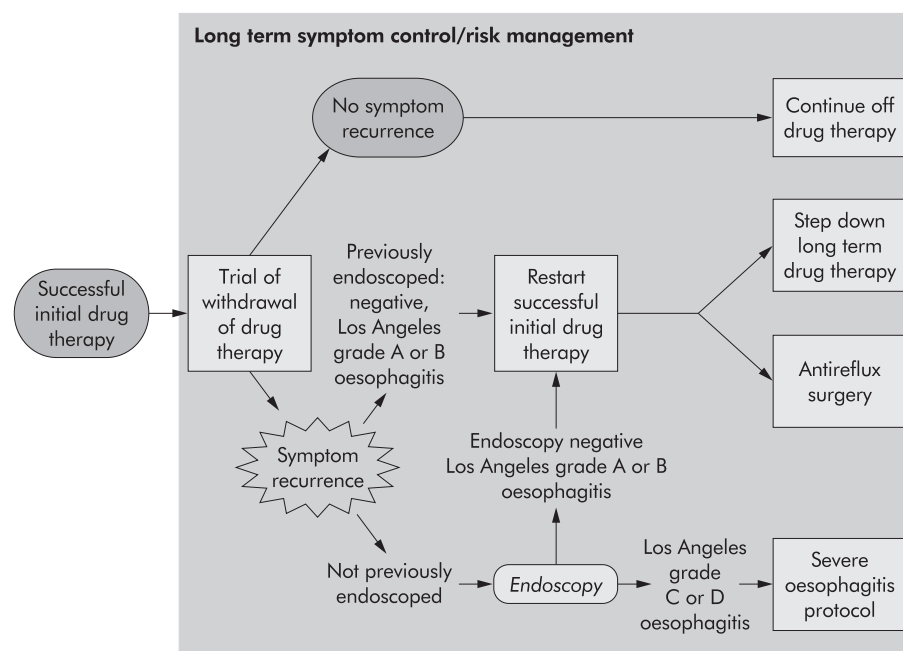 Long term symptom control/risk management
No symptom
recurrence
Continue off
drug therapy
Successful
initial drug
therapy
Trial of
withdrawal
of drug
therapy
Previously
endoscoped:
negative,
Los Angeles
grade A or B
oesophagitis
Restart
successful
initial drug
therapy
Step down
long term
drug therapy
Antireflux
surgery
Symptom
recurrence
Endoscopy negative
Los Angeles grade A or B
oesophagitis
Not previously
endoscoped
Endoscopy
Los Angeles
grade
C or D
oesophagitis
Severe
oesophagitis
protocol